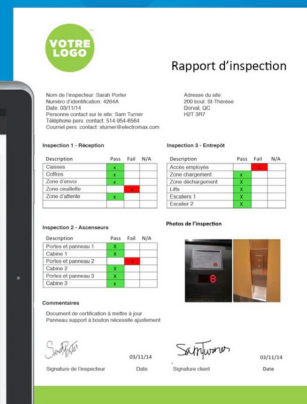 VOTRE
LOGO
Rapport d'inspection
Nom de l'inspecteur: Sarah Porter
Numéro d'identification: 4264A
Date: 03/11/14
Personne contact sur le site: Sam Turner
Téléphone pers. contact: 514-954-8564
Courriel pers. contact: sturner@electromax.com
Adresse du site:
200 boul. St-Thérèse
Dorval, QC
H2T 3R7
Inspection 1 - Réception
Description Pass Fail N/A
Caisses x
Coffres x
Zone d'envoi x
Zone ceuillette x
Zone d'attente x
Inspection 3 - Entrepôt
Description Pass Fail N/A
Accès employés x
Zone chargement x
Zone déchargement x
Lifts x
Escaliers 1 x
Escalier 2 x
Inspection 2 - Ascenseurs
Description Pass Fail N/A
Portes et panneau 1 X
Cabine 1 X
Portes et panneau 2 x
Cabine 2 X
Portes et panneau 3 X
Cabine 3 X
Photos de l'inspection
8
Commentaires
Document de certification à mettre à jour
Panneau support à bouton nécessite ajustement
03/11/14
Signature de l'inspecteur Date
Sam Turner
03/11/14
Signature client Date